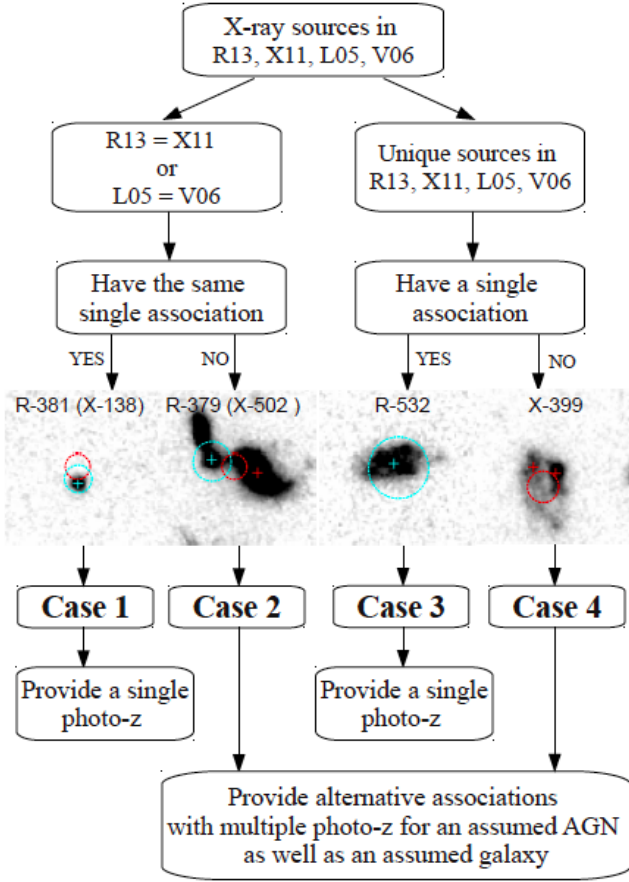 X-ray sources in
R13, X11, L05, V06
R13 = X11
or
L05 = V06
Unique sources in
R13, X11, L05, V06
Have the same
single association
Have a single
association
YES
NO
YES
NO
R-381 (X-138)
R-379 (X-502 )
R-532
X-399
Case 1
Case 2
Case 3
Case 4
Provide a single
photo-z
Provide a single
photo-z
Provide alternative associations
with multiple photo-z for an assumed AGN
as well as an assumed galaxy